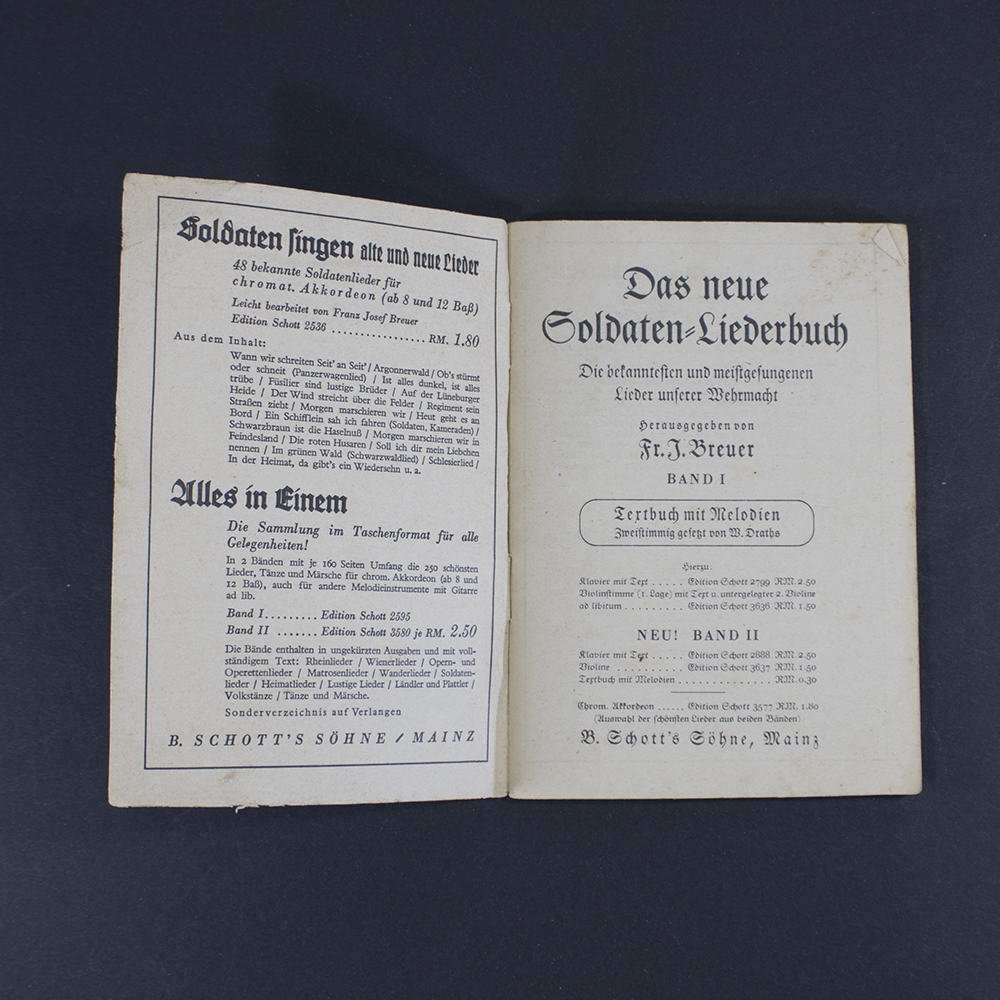 Soldaten singen alte und neue Lieder
48 bekannte Soldatenlieder für
chromat. Akkordeon (ab 8 und 12 Baß)
Leicht bearbeitet von Franz Josef Breuer
Edition Schott 2536 ................. RM. 1.80
Aus dem Inhalt:
Wann wir schreiten Seit' an Seit' / Argonnerwald / Ob's stürmt
oder schneit (Panzerwagenlied) / Ist alles dunkel, ist alles
trübe / Füsilier sind lustige Brüder / Auf der Lüneburger
Heide / Der Wind streicht über die Felder / Regiment sein
Straßen zieht / Morgen marschieren wir / Heut geht es an
Bord / Ein Schifflein sah ich fahren (Soldaten, Kameraden) /
Schwarzbraun ist die Haselnuß / Morgen marschieren wir in
Feindesland / Die roten Husaren / Soll ich dir mein Liebchen
nennen / Im grünen Wald (Schwarzwaldlied) / Schlesierlied /
In der Heimat, da gibt's ein Wiedersehn u. a.
Alles in Einem
Die Sammlung im Taschenformat für alle
Gelegenheiten!
In 2 Bänden mit je 160 Seiten Umfang die 250 schönsten
Lieder, Tänze und Märsche für chrom. Akkordeon (ab 8 und
12 Baß), auch für andere Melodieinstrumente mit Gitarre
ad lib.
Band I......... Edition Schott 2595
Band II ....... Edition Schott 3580 je RM. 2.50
Die Bände enthalten in ungekürzten Ausgaben und mit voll-
ständigem Text: Rheinlieder / Wienerlieder / Opern- und
Operettenlieder / Matrosenlieder / Wanderlieder / Soldaten-
lieder / Heimatlieder / Lustige Lieder / Ländler und Plattler /
Volkstänze / Tänze und Märsche.
Sonderverzeichnis auf Verlangen
B. SCHOTT'S SÖHNE / MAINZ
Das neue
Soldaten-Liederbuch
Die bekanntesten und meistgesungenen
Lieder unserer Wehrmacht
Herausgegeben von
Fr. J. Breuer
BAND I
Textbuch mit Melodien
Zweistimmig gesetzt von W. Draths
Hierzu:
Klavier mit Text ..... Edition Schott 2799 RM. 2.50
Violinstimme (1. Lage) mit Text u. untergelegter 2. Violine
ad libitum ......... Edition Schott 3636 RM. 1.50
NEU! BAND II
Klavier mit Text ..... Edition Schott 2888 RM. 2.50
Violine .......... Edition Schott 3637 RM. 1.50
Textbuch mit Melodien .............. RM. 0.30
Chrom. Akkordeon ...... Edition Schott 3577 RM. 1.80
(Auswahl der schönsten Lieder aus beiden Bänden)
B. Schott's Söhne, Mainz